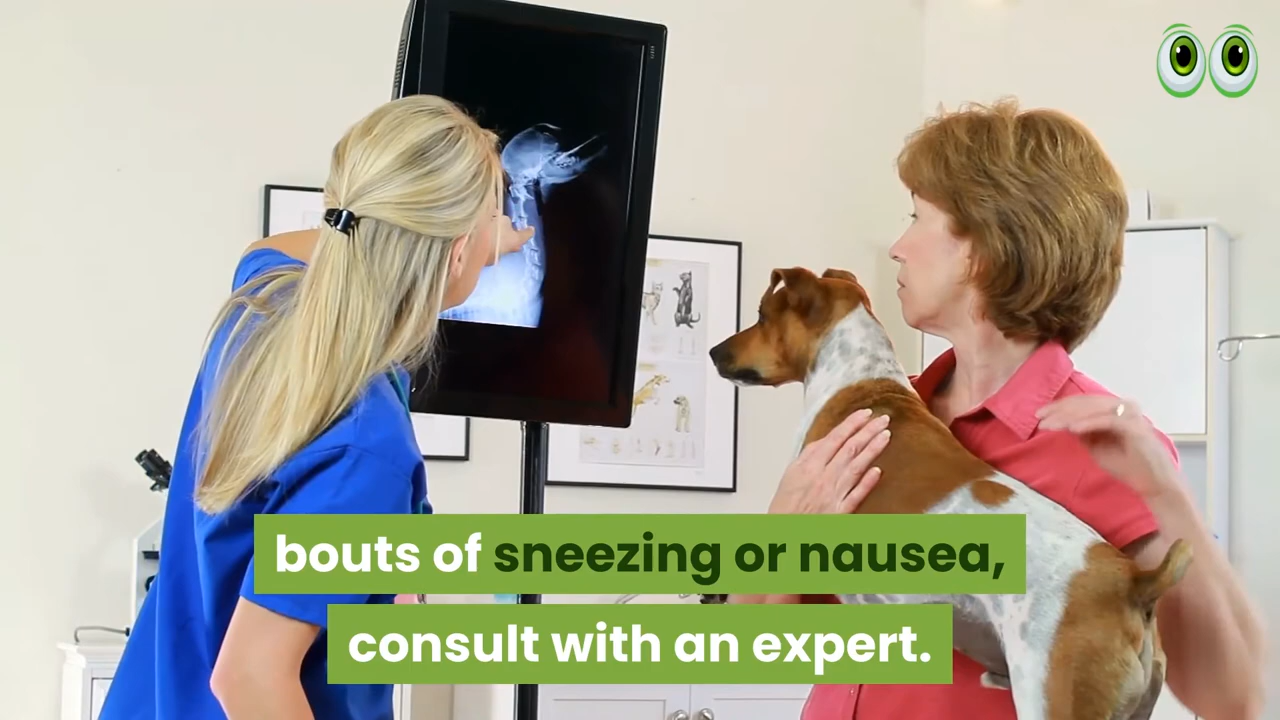 bouts of sneezing or nausea,
consult with an expert.